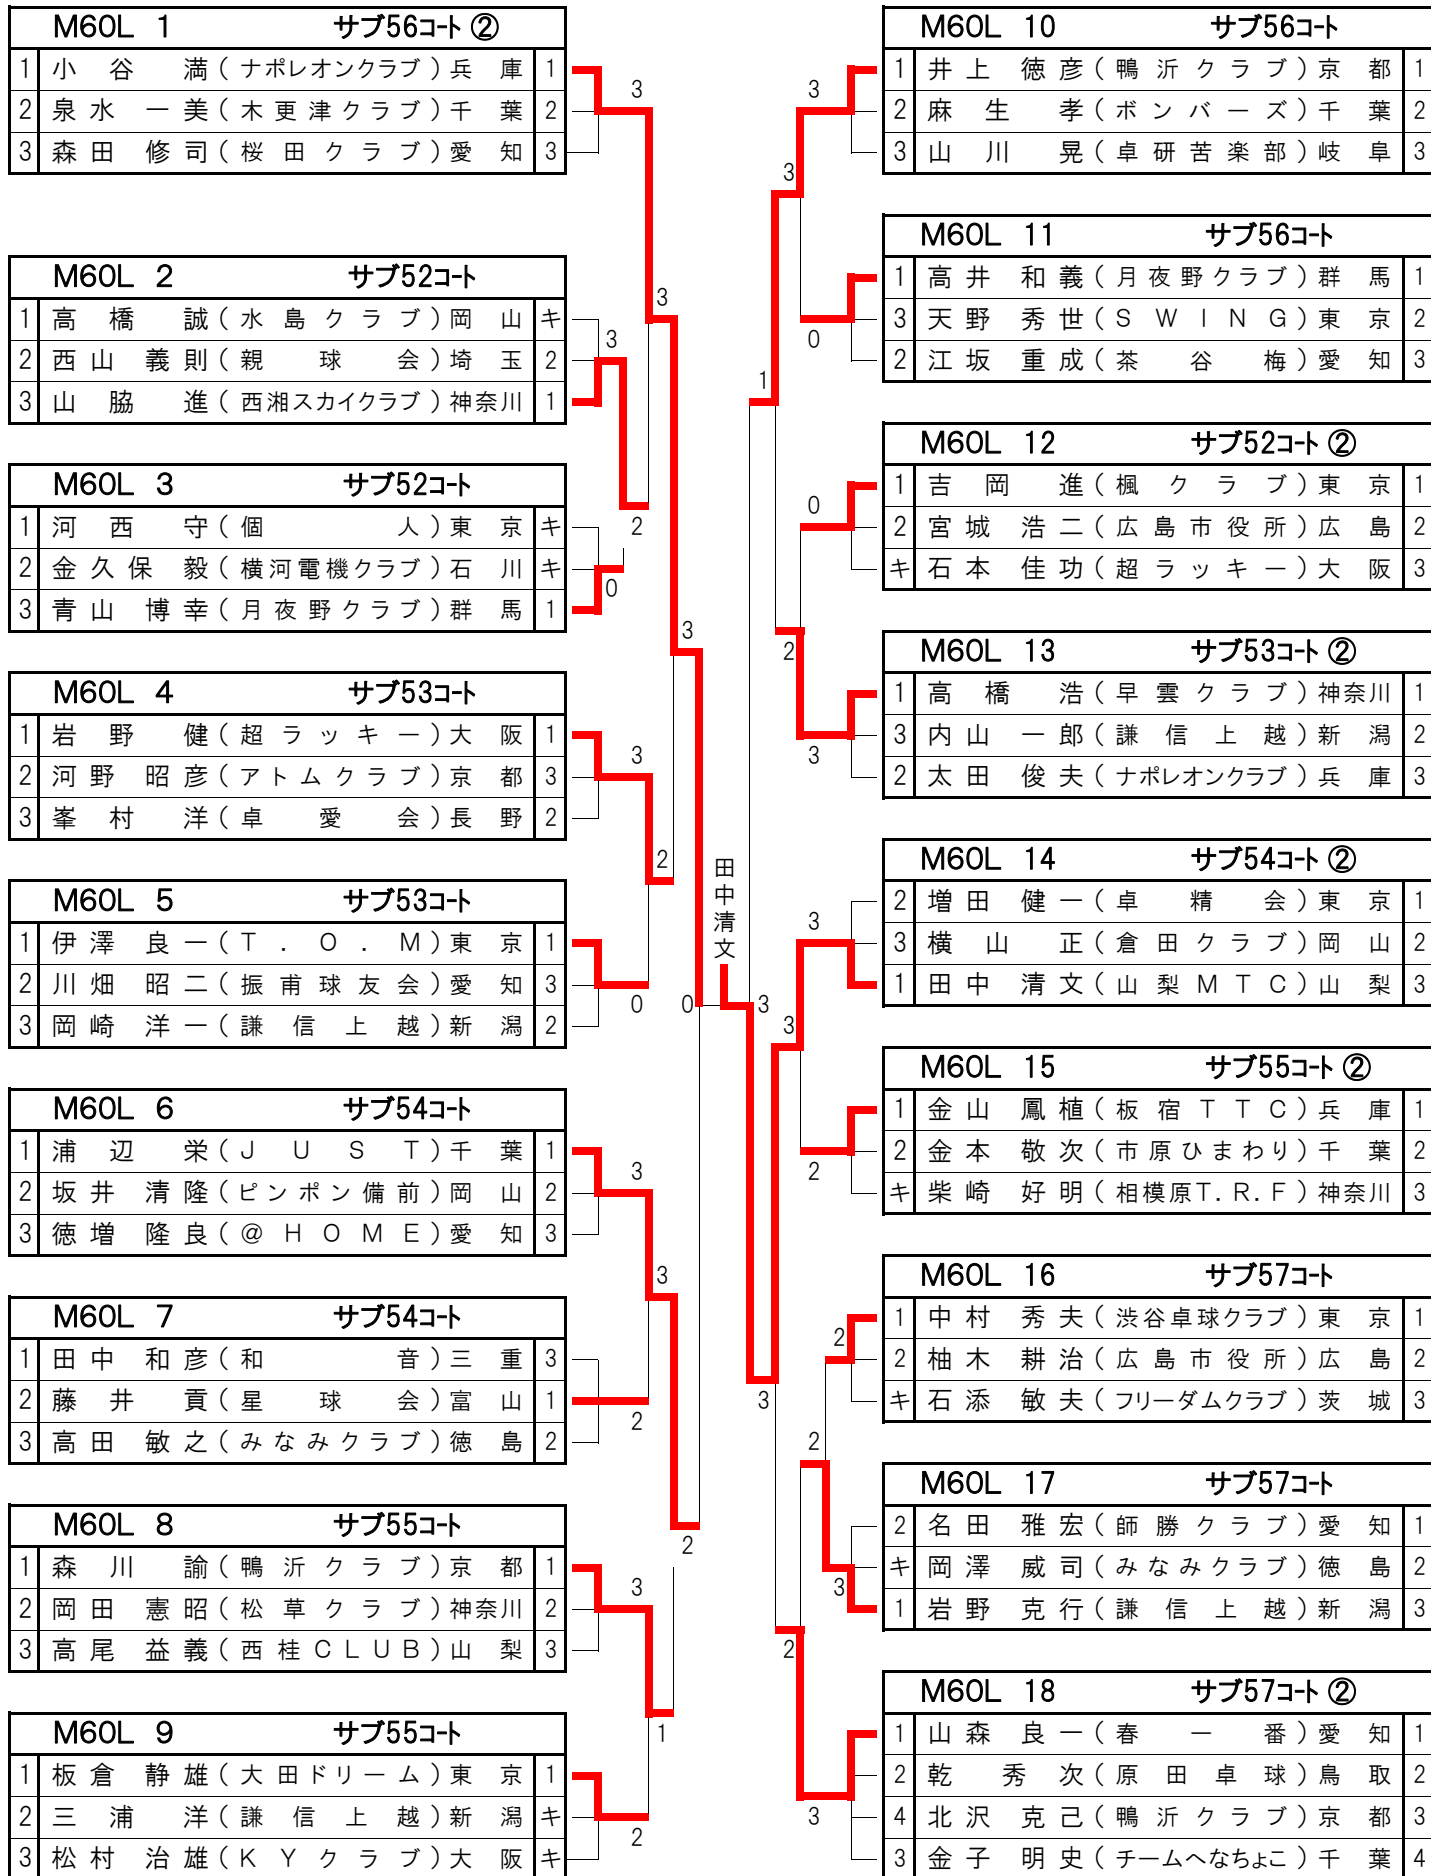 M60L 1 サブ56コート ②
1 小谷 満 (ナポレオンクラブ) 兵庫 1
2 泉水 一美 (木更津クラブ) 千葉 2
3 森田 修司 (桜田クラブ) 愛知 3
3
M60L 2 サブ52コート
1 高橋 誠 (水島クラブ) 岡山 キ
2 西山 義則 (親球会) 埼玉 2
3 山脇 進 (西湘スカイクラブ) 神奈川 1
3
3
M60L 3 サブ52コート
1 河西 守 (個人) 東京 キ
2 金久保 毅 (横河電機クラブ) 石川 キ
3 青山 博幸 (月夜野クラブ) 群馬 1
2
0
3
M60L 4 サブ53コート
1 岩野 健 (超ラッキー) 大阪 1
2 河野 昭彦 (アトムクラブ) 京都 3
3 峯村 洋 (卓愛会) 長野 2
3
2
M60L 5 サブ53コート
1 伊澤 良一 (T.O.M) 東京 1
2 川畑 昭二 (振甫球友会) 愛知 3
3 岡崎 洋一 (謙信上越) 新潟 2
0
0
M60L 6 サブ54コート
1 浦辺 栄 (JUST) 千葉 1
2 坂井 清隆 (ピンポン備前) 岡山 2
3 徳増 隆良 (@HOME) 愛知 3
3
3
M60L 7 サブ54コート
1 田中 和彦 (和音) 三重 3
2 藤井 貢 (星球会) 富山 1
3 高田 敏之 (みなみクラブ) 徳島 2
2
2
M60L 8 サブ55コート
1 森川 諭 (鴨沂クラブ) 京都 1
2 岡田 憲昭 (松草クラブ) 神奈川 2
3 高尾 益義 (西桂CLUB) 山梨 3
3
1
M60L 9 サブ55コート
1 板倉 静雄 (大田ドリーム) 東京 1
2 三浦 洋 (謙信上越) 新潟 キ
3 松村 治雄 (KYクラブ) 大阪 キ
2
田中清文
3
M60L 10 サブ56コート
1 井上 徳彦 (鴨沂クラブ) 京都 1
2 麻生 孝 (ボンバーズ) 千葉 2
3 山川 晃 (卓研苦楽部) 岐阜 3
3
3
M60L 11 サブ56コート
1 高井 和義 (月夜野クラブ) 群馬 1
3 天野 秀世 (SWING) 東京 2
2 江坂 重成 (茶谷梅) 愛知 3
0
1
M60L 12 サブ52コート ②
1 吉岡 進 (楓クラブ) 東京 1
2 宮城 浩二 (広島市役所) 広島 2
キ 石本 佳功 (超ラッキー) 大阪 3
0
2
M60L 13 サブ53コート ②
1 高橋 浩 (早雲クラブ) 神奈川 1
3 内山 一郎 (謙信上越) 新潟 2
2 太田 俊夫 (ナポレオンクラブ) 兵庫 3
3
M60L 14 サブ54コート ②
2 増田 健一 (卓精会) 東京 1
3 横山 正 (倉田クラブ) 岡山 2
1 田中 清文 (山梨MTC) 山梨 3
3
3
M60L 15 サブ55コート ②
1 金山 鳳植 (板宿TTC) 兵庫 1
2 金本 敬次 (市原ひまわり) 千葉 2
キ 柴崎 好明 (相模原T.R.F) 神奈川 3
2
M60L 16 サブ57コート
1 中村 秀夫 (渋谷卓球クラブ) 東京 1
2 柚木 耕治 (広島市役所) 広島 2
キ 石添 敏夫 (フリーダムクラブ) 茨城 3
2
3
2
M60L 17 サブ57コート
2 名田 雅宏 (師勝クラブ) 愛知 1
キ 岡澤 威司 (みなみクラブ) 徳島 2
1 岩野 克行 (謙信上越) 新潟 3
3
2
M60L 18 サブ57コート ②
1 山森 良一 (春一番) 愛知 1
2 乾 秀次 (原田卓球) 鳥取 2
4 北沢 克己 (鴨沂クラブ) 京都 3
3 金子 明史 (チームへなちょこ) 千葉 4
3